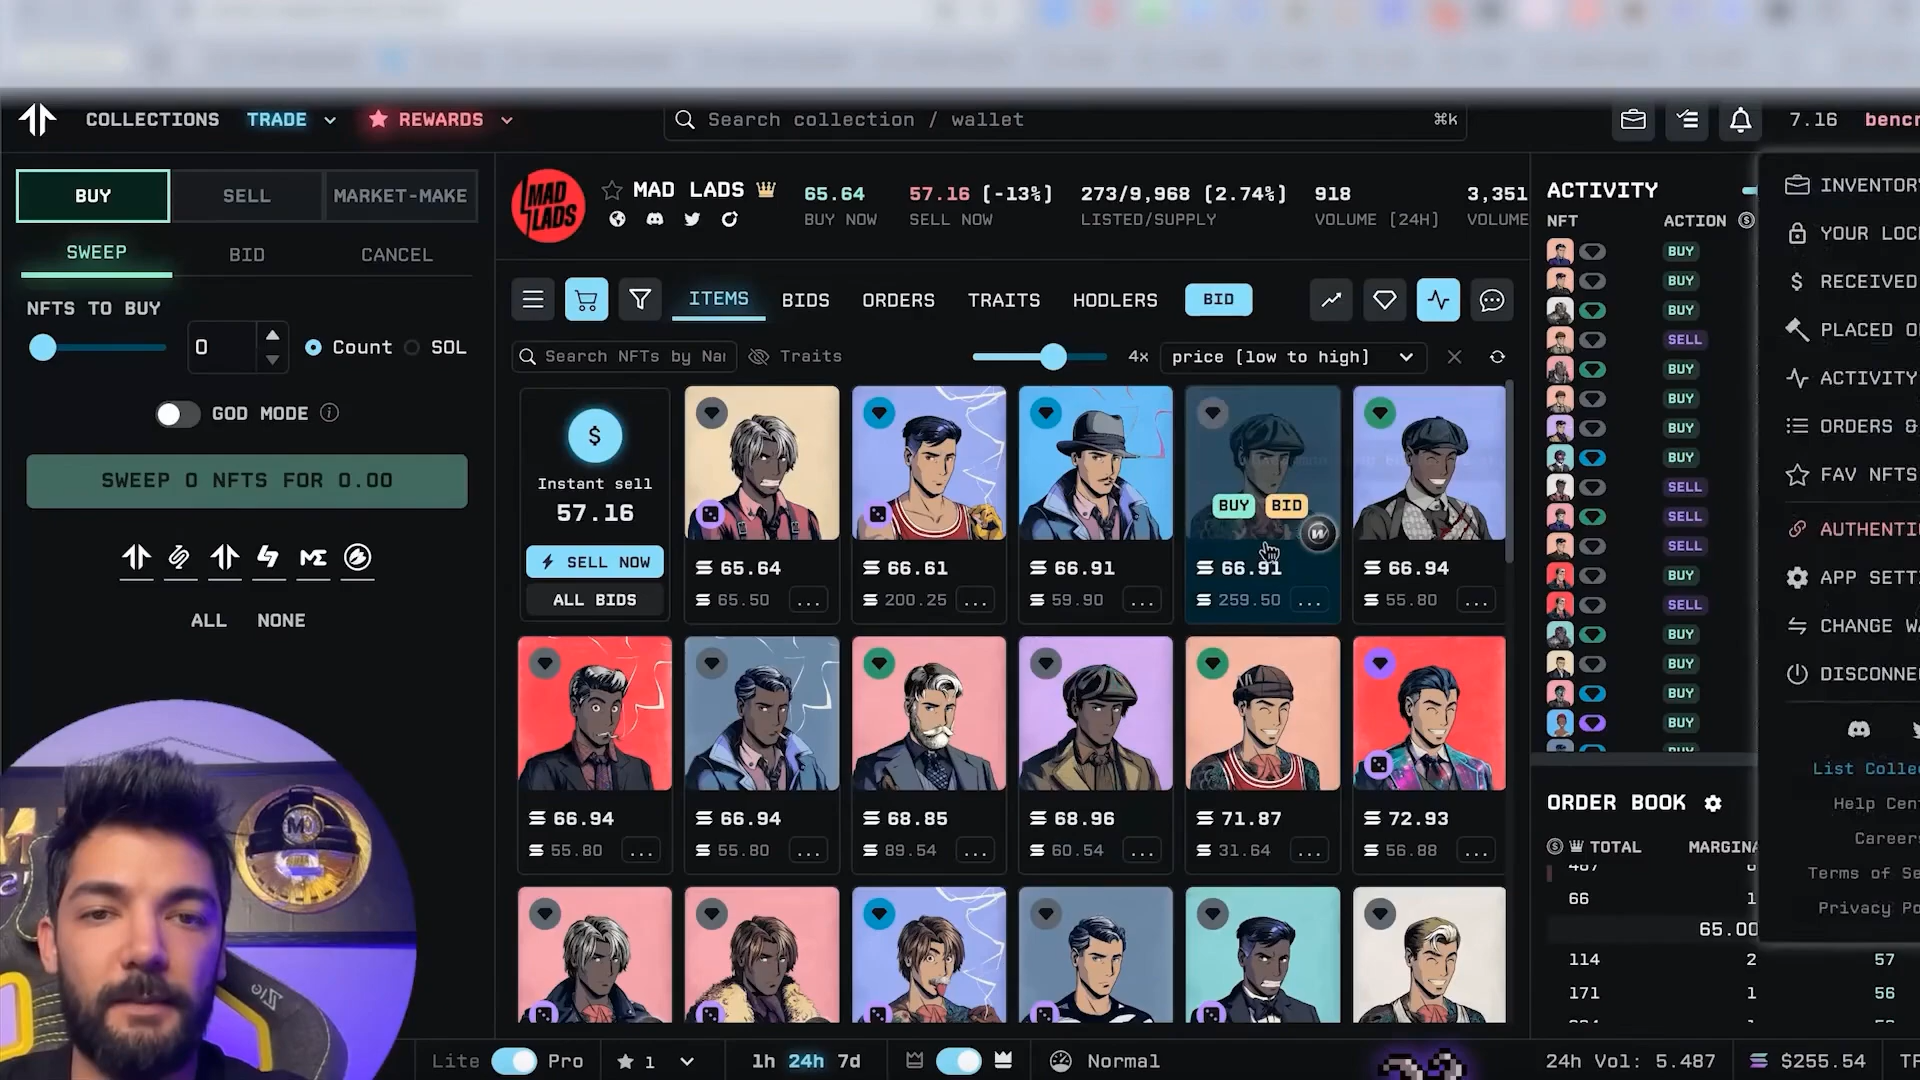 COLLECTIONS TRADE REWARDS Search collection / wallet ⌘K 7.16 bencr
BUY SELL MARKET-MAKE
SWEEP BID CANCEL
NFTS TO BUY
0 Count SOL
GOD MODE
SWEEP 0 NFTS FOR 0.00
ME
ALL NONE
MAD LADS
MAD LADS 65.64 57.16 [-13%] 273/9,968 [2.74%] 918 3,351
BUY NOW SELL NOW LISTED/SUPPLY VOLUME [24H] VOLUME
ITEMS BIDS ORDERS TRAITS HODLERS BID
Search NFTs by Na Traits 4x price [low to high]
$
Instant sell
57.16
SELL NOW
ALL BIDS
BUY BID
W
65.64 66.61 66.91 66.91 66.94
65.50 ... 200.25 ... 59.90 ... 259.50 ... 55.80 ...
66.94 66.94 68.85 68.96 71.87 72.93
55.80 ... 55.80 ... 89.54 ... 60.54 ... 31.64 ... 56.88 ...
ACTIVITY
NFT ACTION
BUY
BUY
BUY
SELL
BUY
BUY
BUY
BUY
SELL
SELL
SELL
BUY
SELL
BUY
BUY
BUY
BUY
BUY
ORDER BOOK
TOTAL MARGINA
66 1
65.00
114 2 57
171 1 56
INVENTOR
YOUR LOC
$ RECEIVED
PLACED O
ACTIVITY
ORDERS &
FAV NFTS
AUTHENTI
APP SETT
CHANGE W
DISCONNE
List Collec
Help Cen
Careers
Terms of Se
Privacy Po
Lite Pro 1 1h 24h 7d Normal 24h Vol: 5.487 $255.54